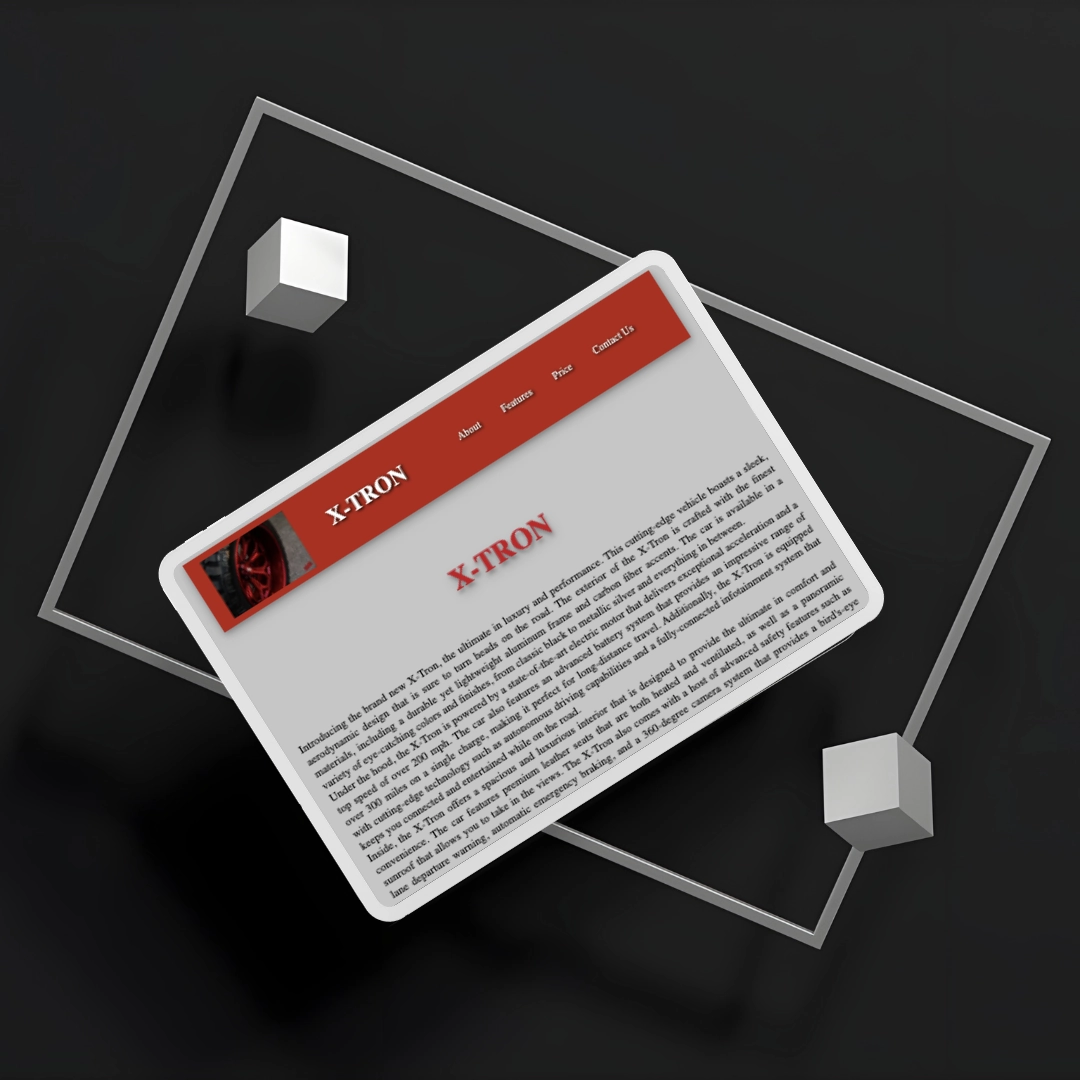 X-TRON
About
Features
Price
Contact Us
X-TRON
Introducing the brand new X-Tron, the ultimate in luxury and performance. This cutting-edge vehicle boasts a sleek,
aerodynamic design that is sure to turn heads on the road. The exterior of the X-Tron is crafted with the finest
materials, including a durable yet lightweight aluminum frame and carbon fiber accents. The car is available in a
variety of eye-catching colors and finishes, from classic black to metallic silver and everything in between.
Under the hood, the X-Tron is powered by a state-of-the-art electric motor that delivers exceptional acceleration and a
top speed of over 200 mph. The car also features an advanced battery system that provides an impressive range of
over 300 miles on a single charge, making it perfect for long-distance travel. Additionally, the X-Tron is equipped
with cutting-edge technology such as autonomous driving capabilities and a fully-connected infotainment system that
keeps you connected and entertained while on the road.
Inside, the X-Tron offers a spacious and luxurious interior that is designed to provide the ultimate in comfort and
convenience. The car features premium leather seats that are both heated and ventilated, as well as a panoramic
sunroof that allows you to take in the views. The X-Tron also comes with a host of advanced safety features such as
lane departure warning, automatic emergency braking, and a 360-degree camera system that provides a bird's-eye